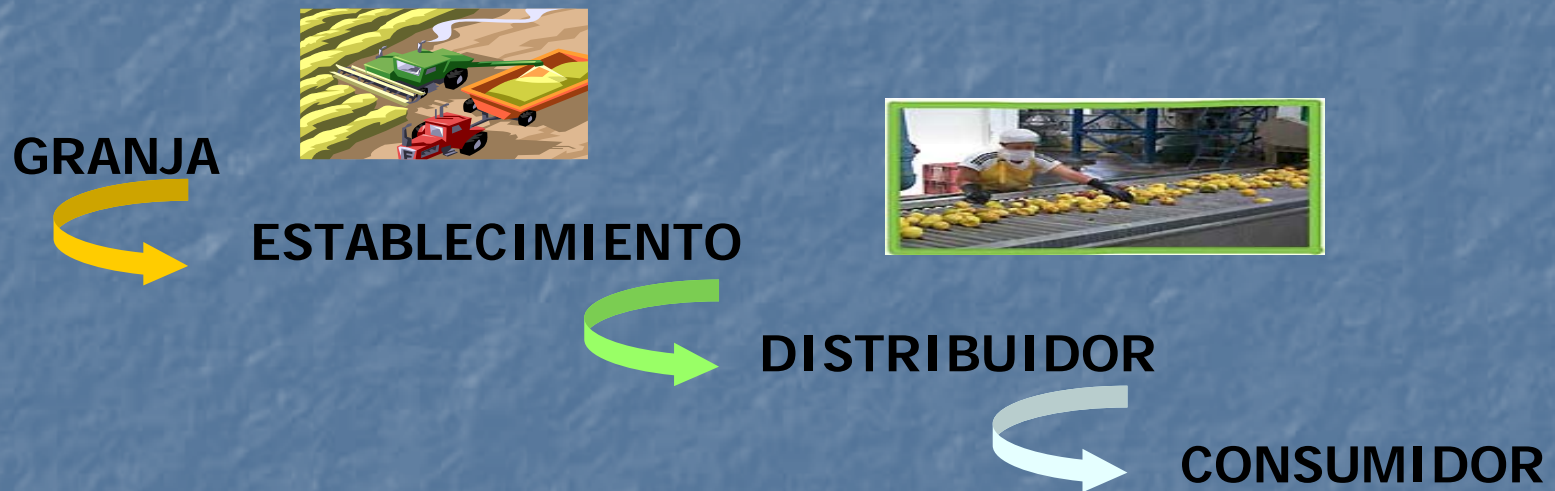 GRANJA
ESTABLECIMIENTO
DISTRIBUIDOR
CONSUMIDOR